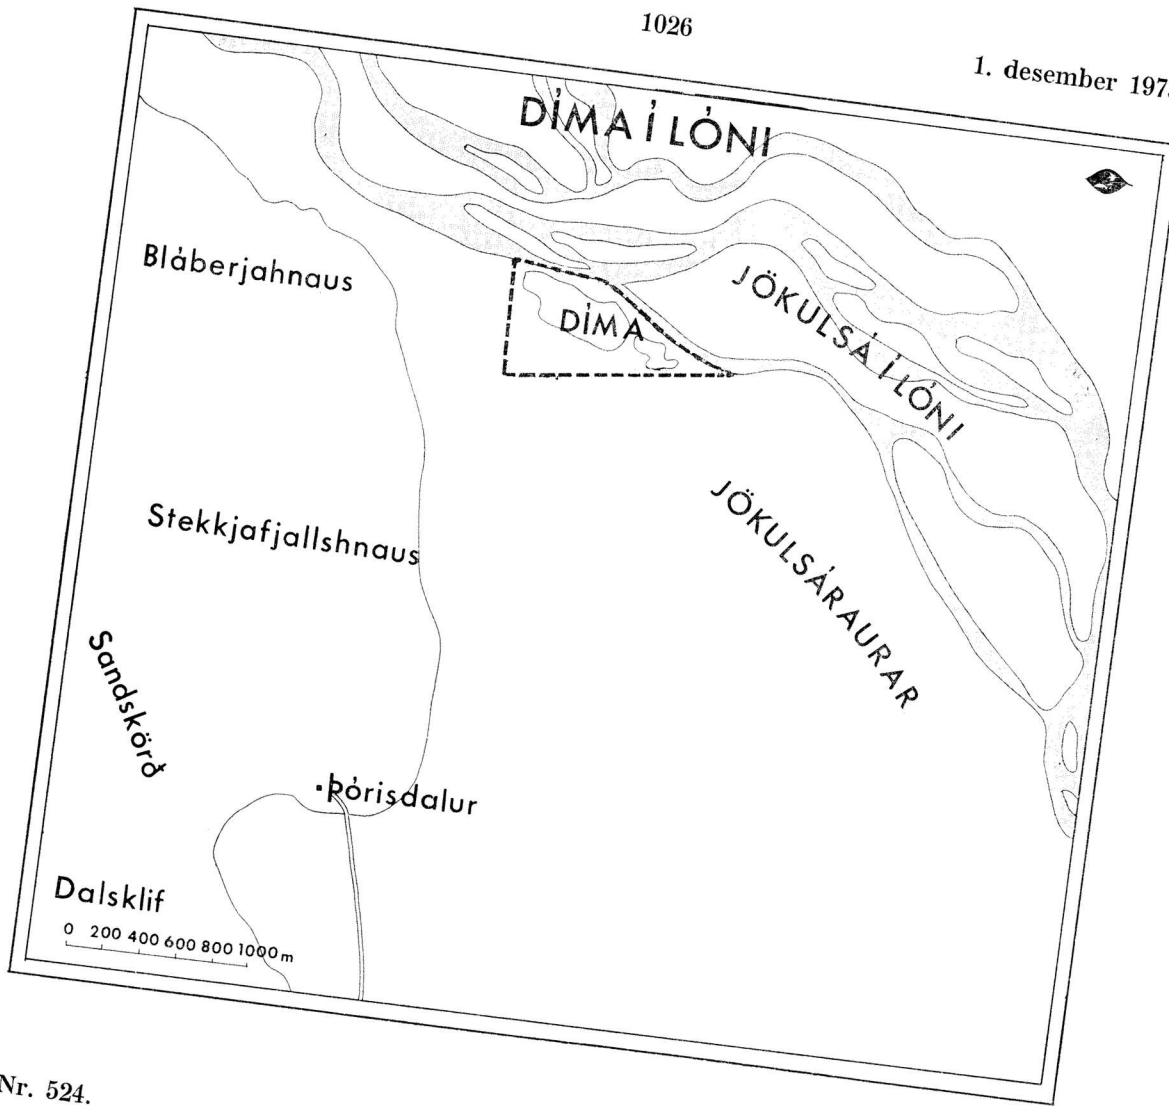 1026
1. desember 197
DÍMA Í LÓNI
Bláberjahnaus
DÍMA
JÖKULSÁ Í LÓNI
Stekkjafjallshnaus
JÖKULSÁRAURAR
Sandskörð
Þórisdalur
Dalsklif
0 200 400 600 800 1000 m
Nr. 524.